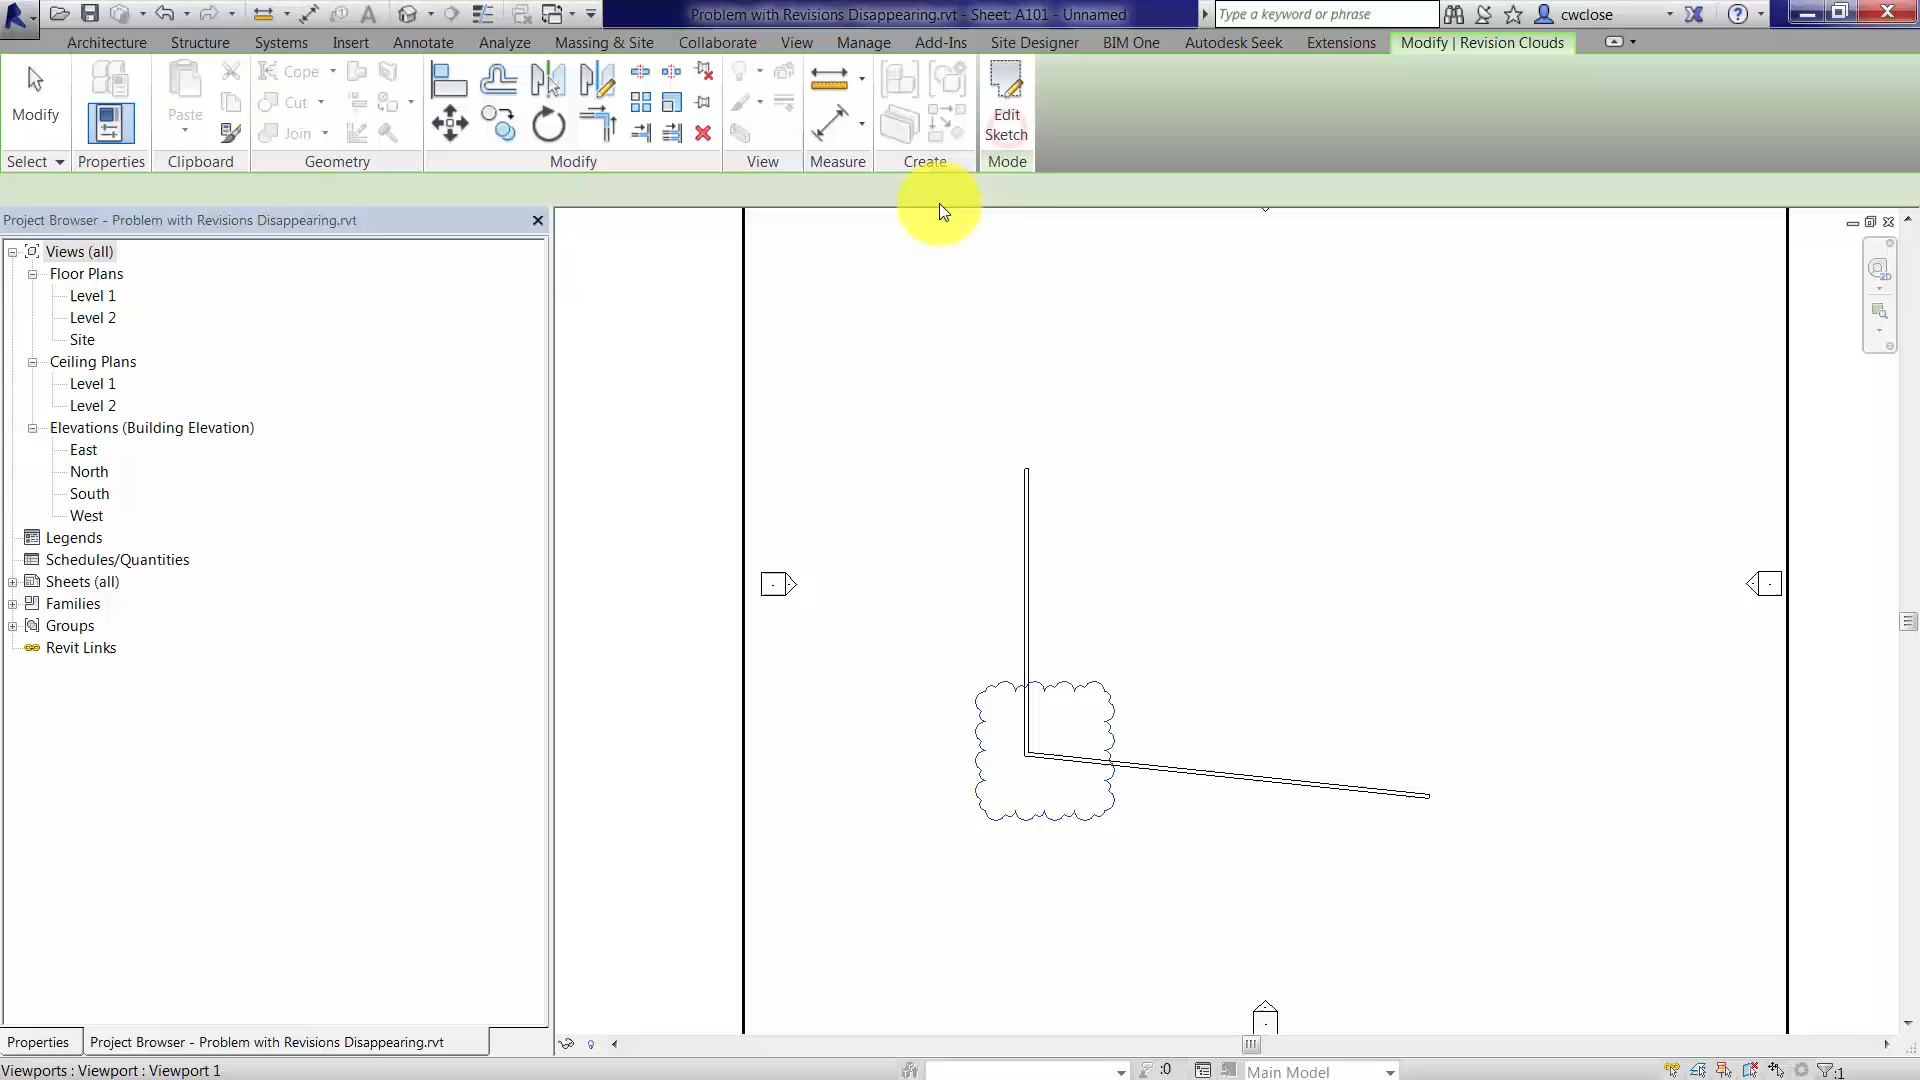 Problem with Revisions Disappearing.rvt - Sheet: A101 - Unnamed
Type a keyword or phrase
cwclose
Architecture Structure Systems Insert Annotate Analyze Massing & Site Collaborate View Manage Add-Ins Site Designer BIM One Autodesk Seek Extensions Modify | Revision Clouds
Modify
Paste
Cope
Cut
Join
Edit
Sketch
Select Properties Clipboard Geometry Modify View Measure Create Mode
Project Browser - Problem with Revisions Disappearing.rvt
Views (all)
Floor Plans
Level 1
Level 2
Site
Ceiling Plans
Level 1
Level 2
Elevations (Building Elevation)
East
North
South
West
Legends
Schedules/Quantities
Sheets (all)
Families
Groups
Revit Links
2D
Properties
Project Browser - Problem with Revisions Disappearing.rvt
Viewports : Viewport : Viewport 1
:0
Main Model
:1